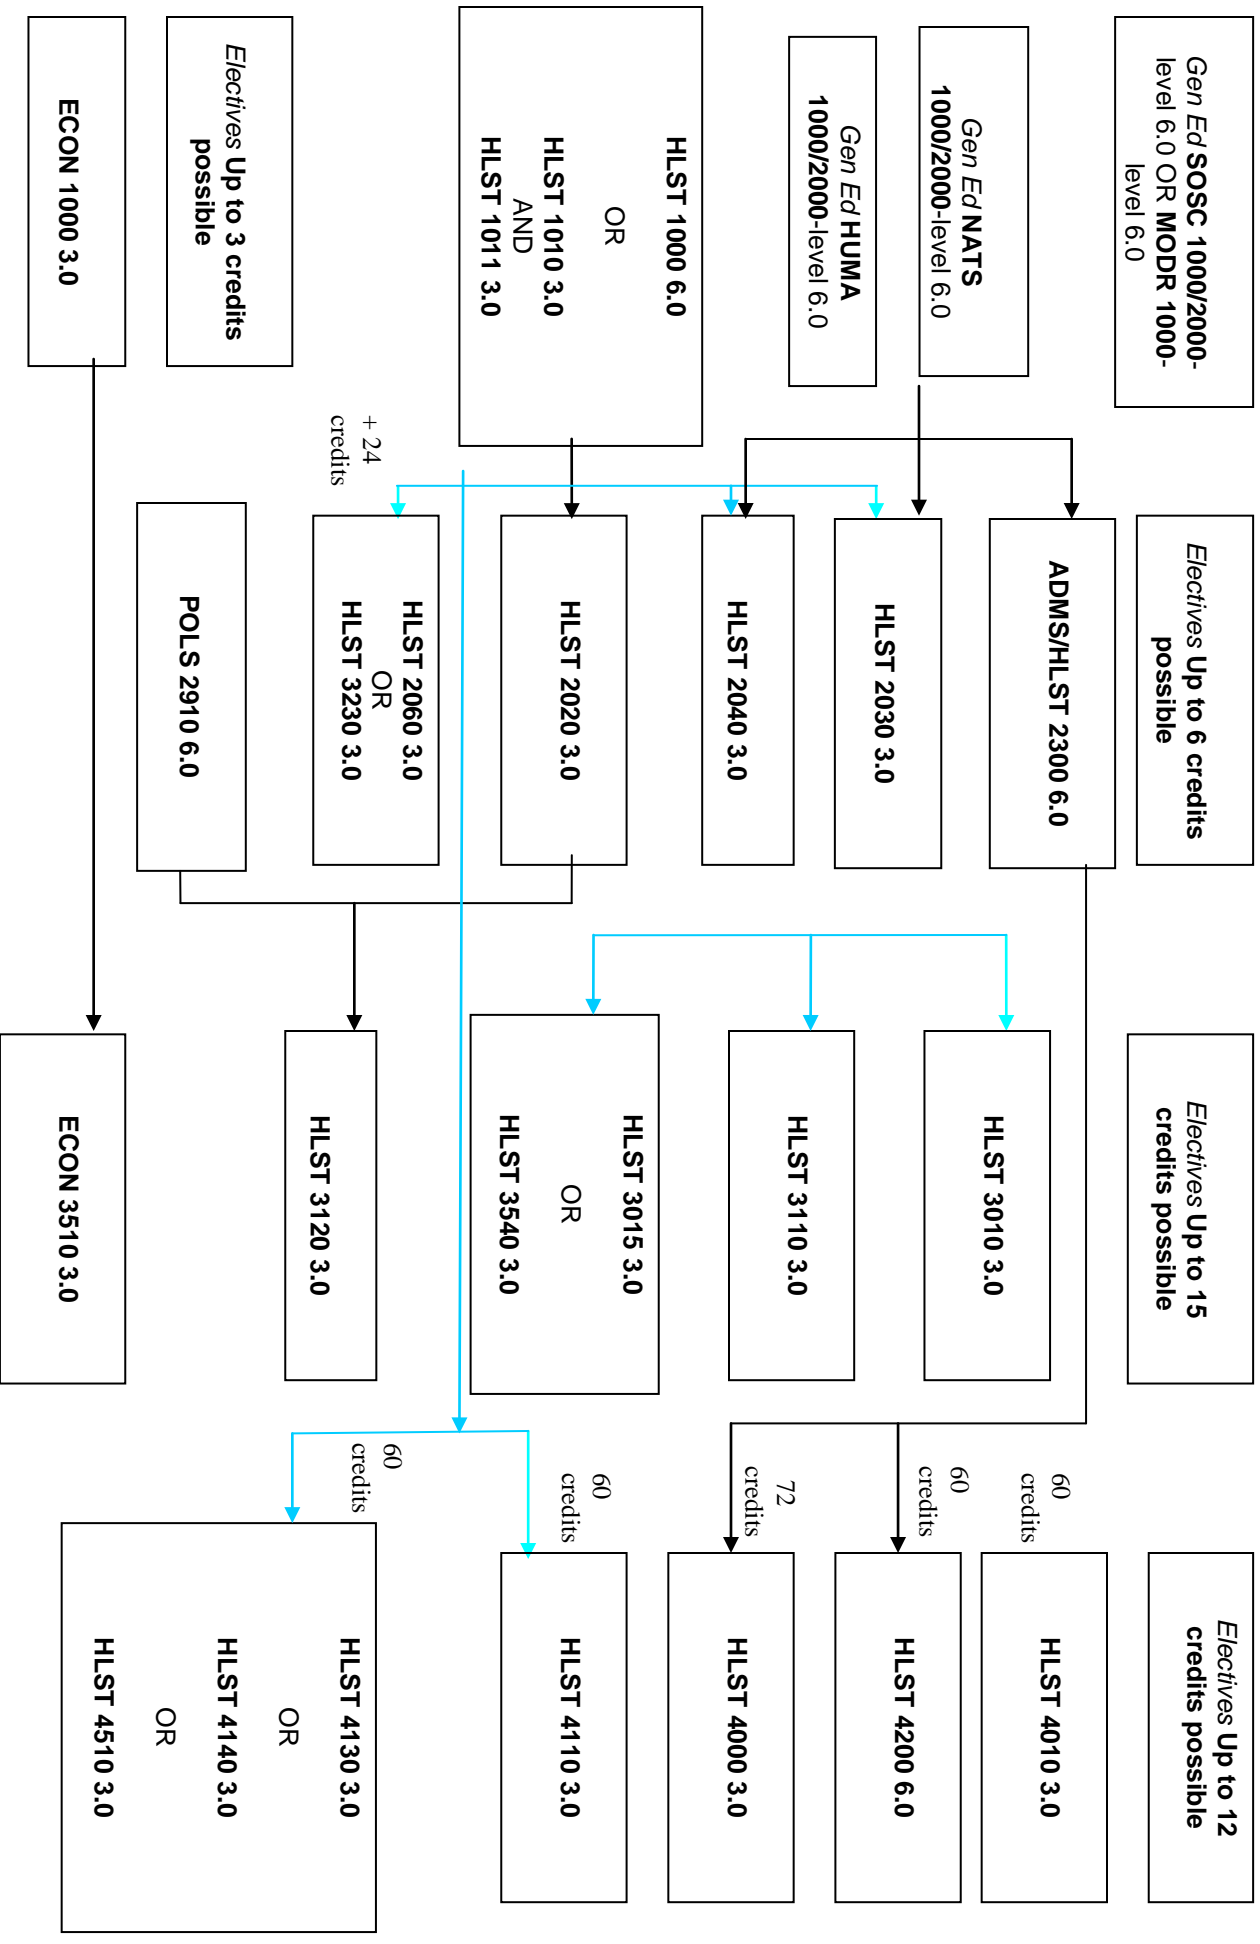 Gen Ed SOSC 1000/2000-
level 6.0 OR MODR 1000-
level 6.0
Gen Ed NATS
1000/2000-level 6.0
Gen Ed HUMA
1000/2000-level 6.0
HLST 1000 6.0
OR
HLST 1010 3.0
AND
HLST 1011 3.0
Electives Up to 3 credits
possible
ECON 1000 3.0
Electives Up to 6 credits
possible
ADMS/HLST 2300 6.0
HLST 2030 3.0
HLST 2040 3.0
HLST 2020 3.0
+ 24
credits
HLST 2060 3.0
OR
HLST 3230 3.0
POLS 2910 6.0
Electives Up to 15
credits possible
HLST 3010 3.0
HLST 3110 3.0
HLST 3015 3.0
OR
HLST 3540 3.0
HLST 3120 3.0
ECON 3510 3.0
Electives Up to 12
credits possible
60
credits
HLST 4010 3.0
60
credits
HLST 4200 6.0
72
credits
HLST 4000 3.0
60
credits
HLST 4110 3.0
60
credits
HLST 4130 3.0
OR
HLST 4140 3.0
OR
HLST 4510 3.0